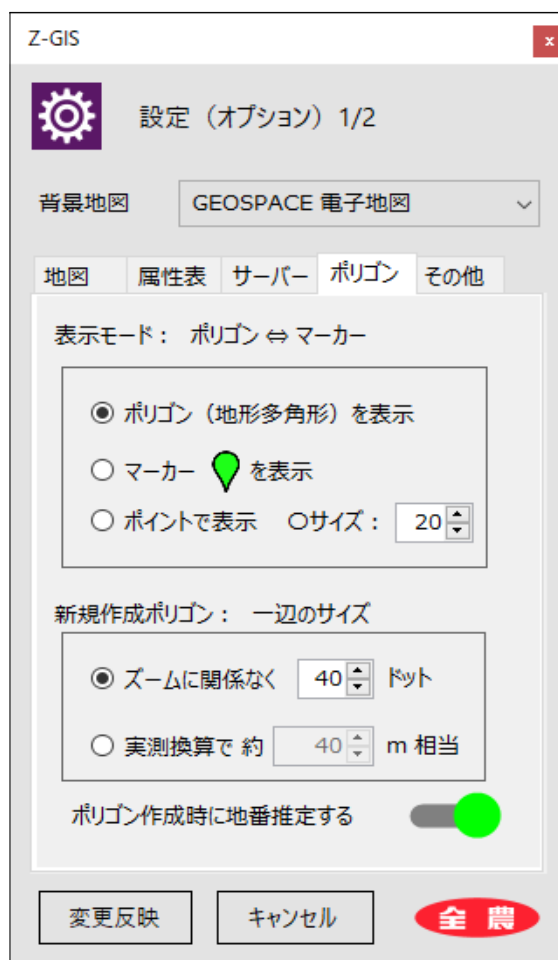 Z-GIS
x
設定（オプション）1/2
背景地図 GEOSPACE 電子地図
地図 属性表 サーバー ポリゴン その他
表示モード： ポリゴン ⇔ マーカー
ポリゴン（地形多角形）を表示
マーカー を表示
ポイントで表示 〇サイズ： 20
新規作成ポリゴン： 一辺のサイズ
ズームに関係なく 40 ドット
実測換算で 約 40 m 相当
ポリゴン作成時に地番推定する
変更反映 キャンセル 全農